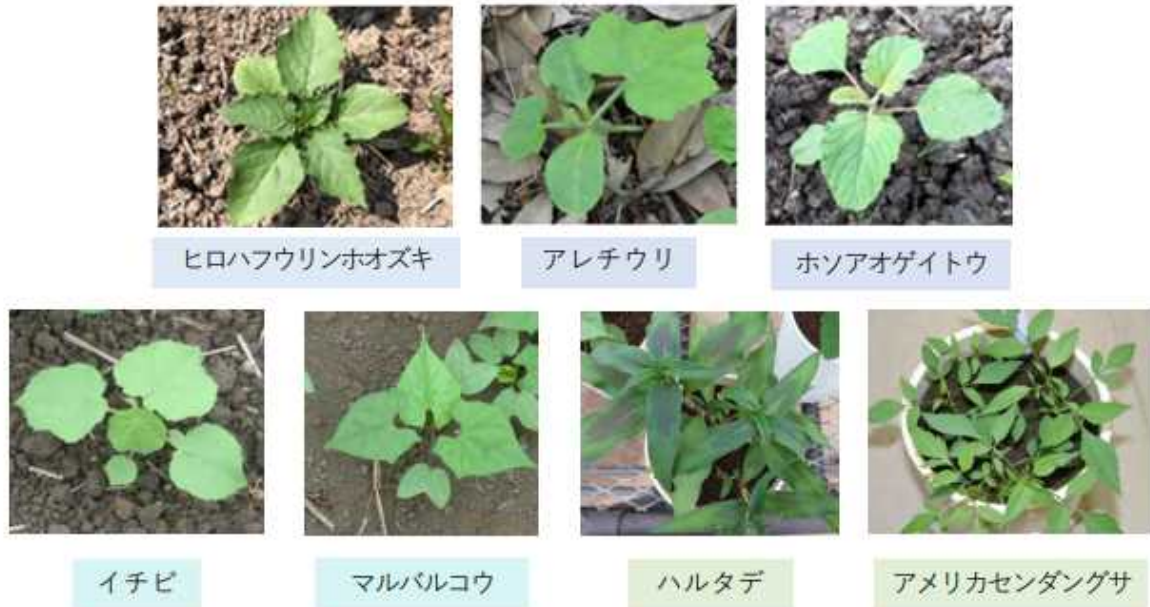 ヒロハフウリンホオズキ
アレチウリ
ホソアオゲイトウ
イチビ
マルバルコウ
ハルタデ
アメリカセンダングサ